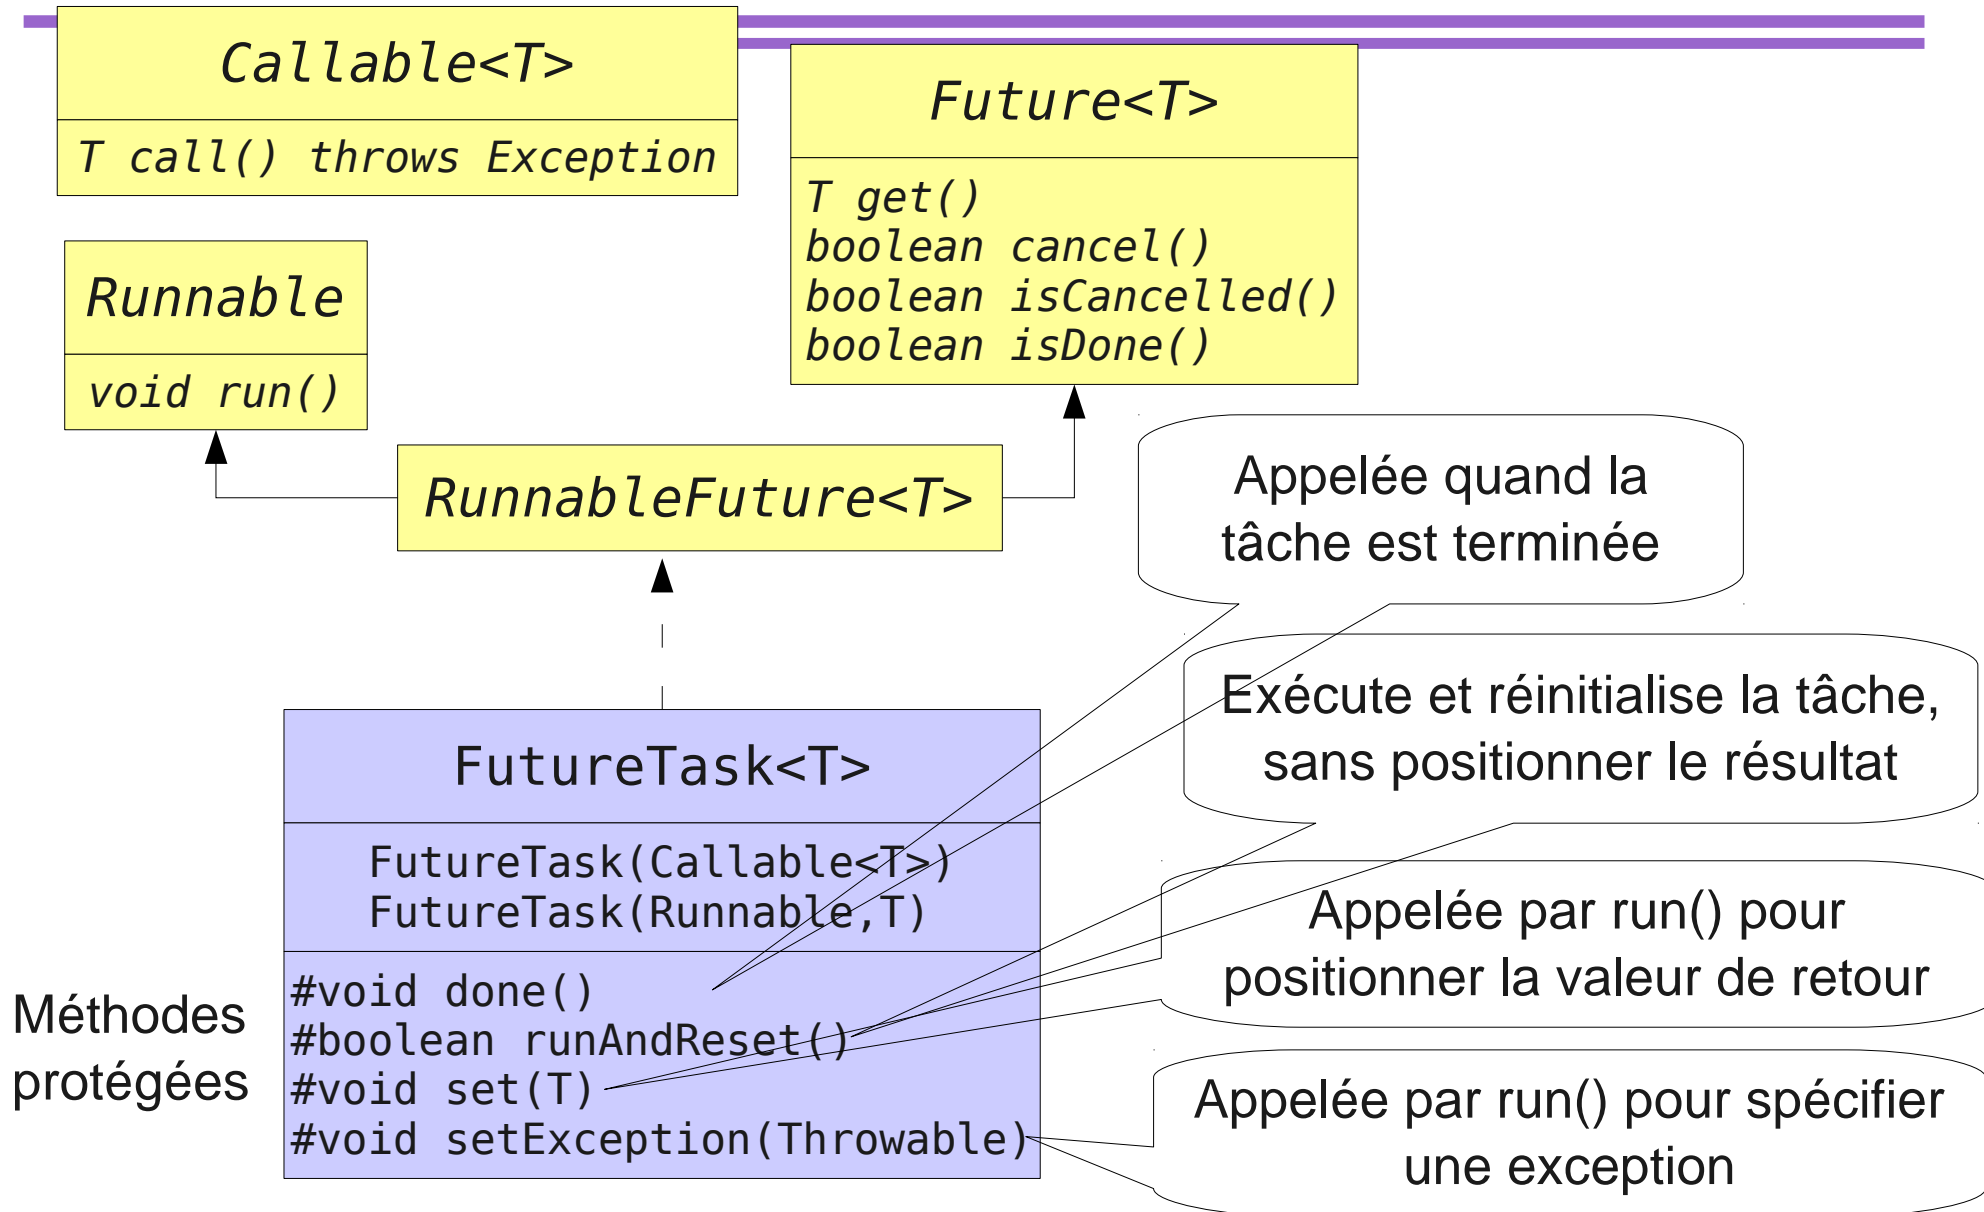 Callable<T>
T call() throws Exception
Future<T>
T get()
boolean cancel()
boolean isCancelled()
boolean isDone()
Runnable
void run()
RunnableFuture<T>
Appelée quand la
tâche est terminée
Exécute et réinitialise la tâche,
sans positionner le résultat
FutureTask<T>
FutureTask(Callable<T>)
FutureTask(Runnable,T)
Appelée par run() pour
positionner la valeur de retour
Méthodes
protégées
#void done()
#boolean runAndReset()
#void set(T)
#void setException(Throwable)
Appelée par run() pour spécifier
une exception